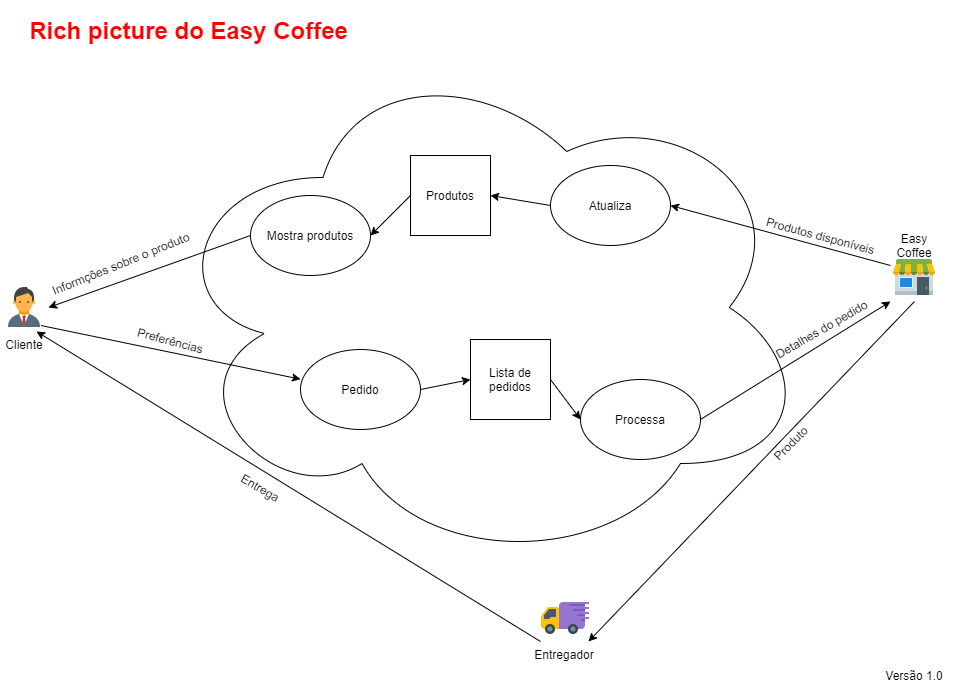 Rich picture do Easy Coffee
Produtos
Atualiza
Mostra produtos
Produtos disponíveis
Easy
Coffee
Informções sobre o produto
Cliente
Preferências
Pedido
Lista de
pedidos
Processa
Detalhes do pedido
Produto
Entrega
Entregador
Versão 1.0